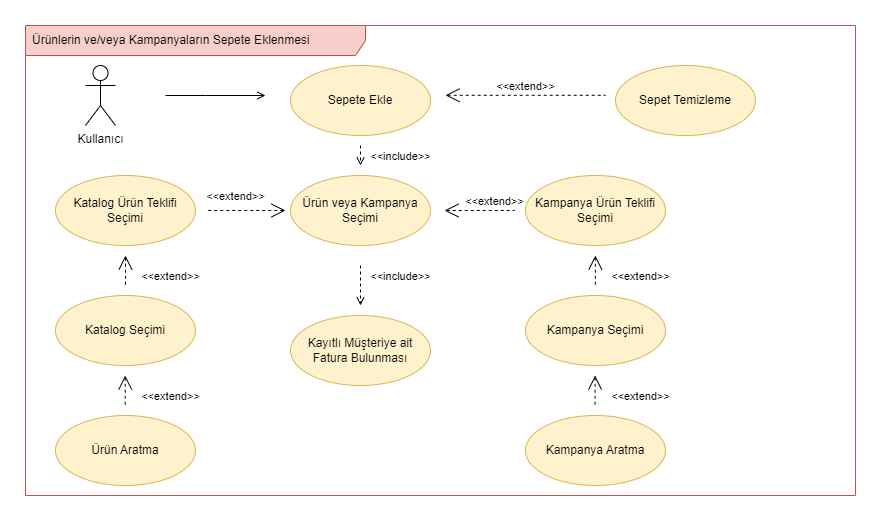 Ürünlerin ve/veya Kampanyaların Sepete Eklenmesi
Kullanıcı
Sepete Ekle
<<extend>>
Sepet Temizleme
<<include>>
Katalog Ürün Teklifi
Seçimi
<<extend>>
Ürün veya Kampanya
Seçimi
<<extend>>
Kampanya Ürün Teklifi
Seçimi
<<extend>>
<<include>>
<<extend>>
Katalog Seçimi
Kayıtlı Müşteriye ait
Fatura Bulunması
Kampanya Seçimi
<<extend>>
<<extend>>
Ürün Aratma
Kampanya Aratma